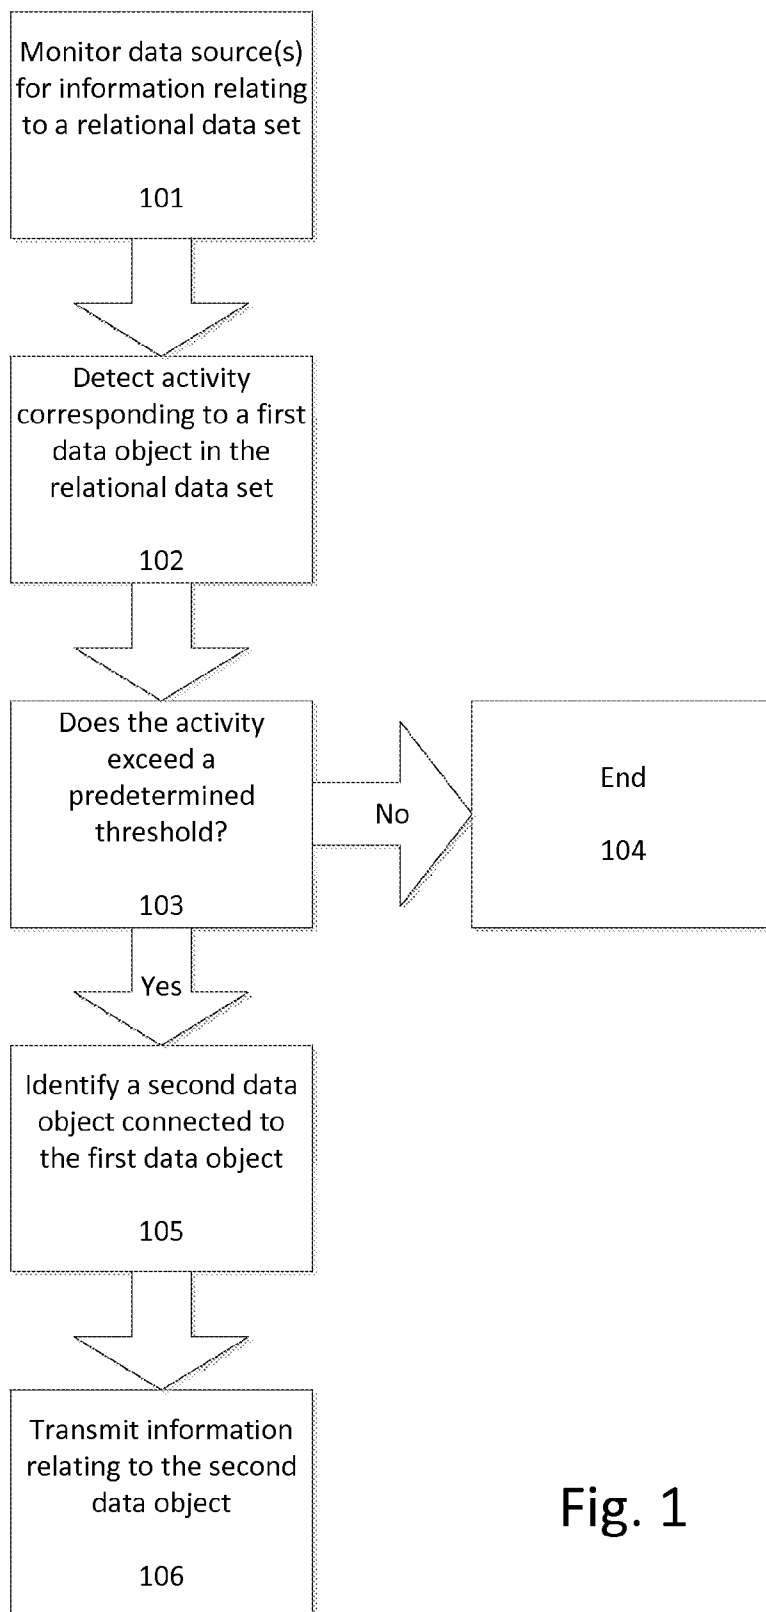 Monitor data source(s)
for information relating
to a relational data set
101
Detect activity
corresponding to a first
data object in the
relational data set
102
Does the activity
exceed a
predetermined
threshold?
103
No
End
104
Yes
Identify a second data
object connected to
the first data object
105
Transmit information
relating to the second
data object
106
Fig. 1